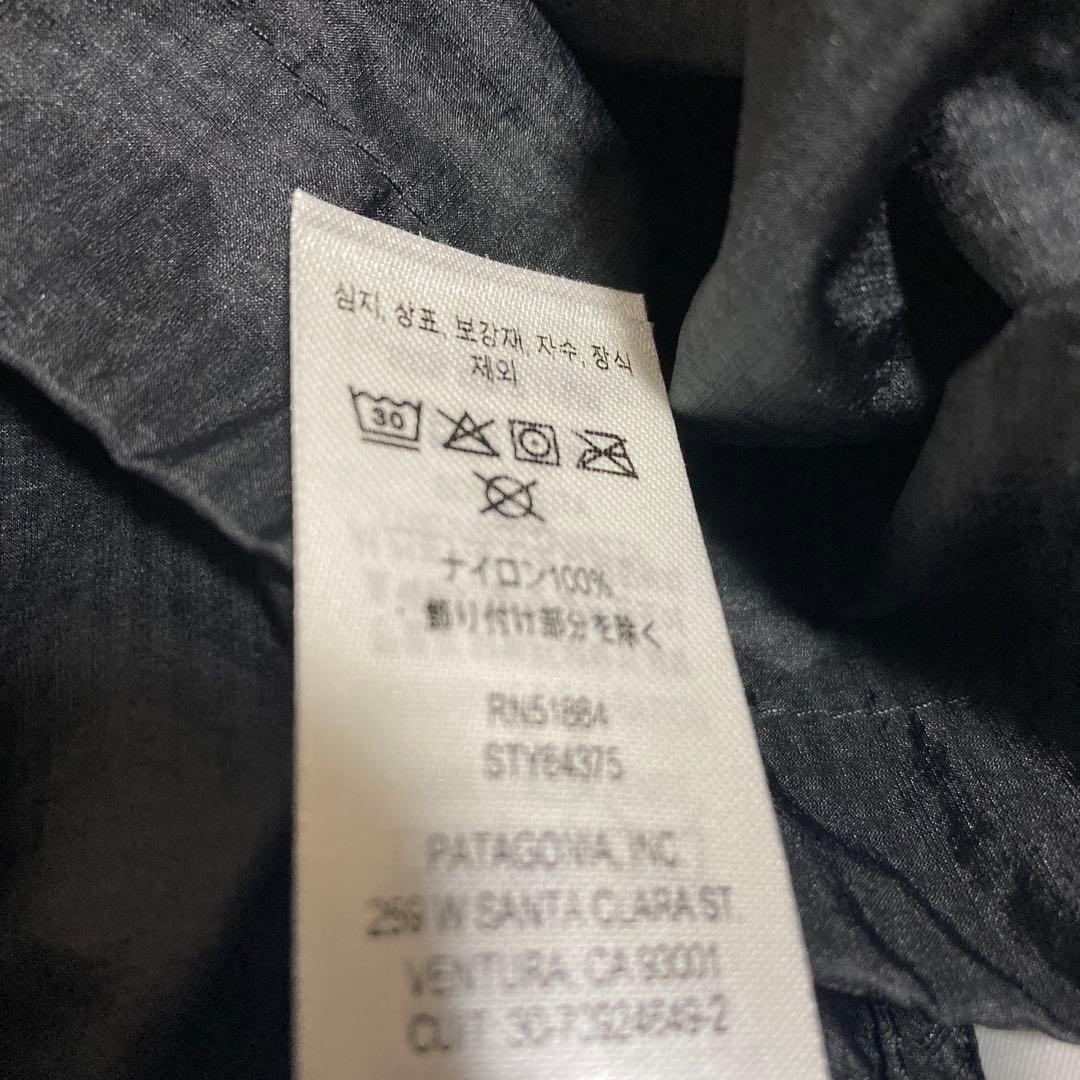 심지, 상표, 보강재, 자수, 장식
제외
30
ナイロン100%
飾り付け部分を除く
RN51884
STY84375
PATAGONIA, INC
259 W SANTA CLARA ST
VENTURA, CA 93001